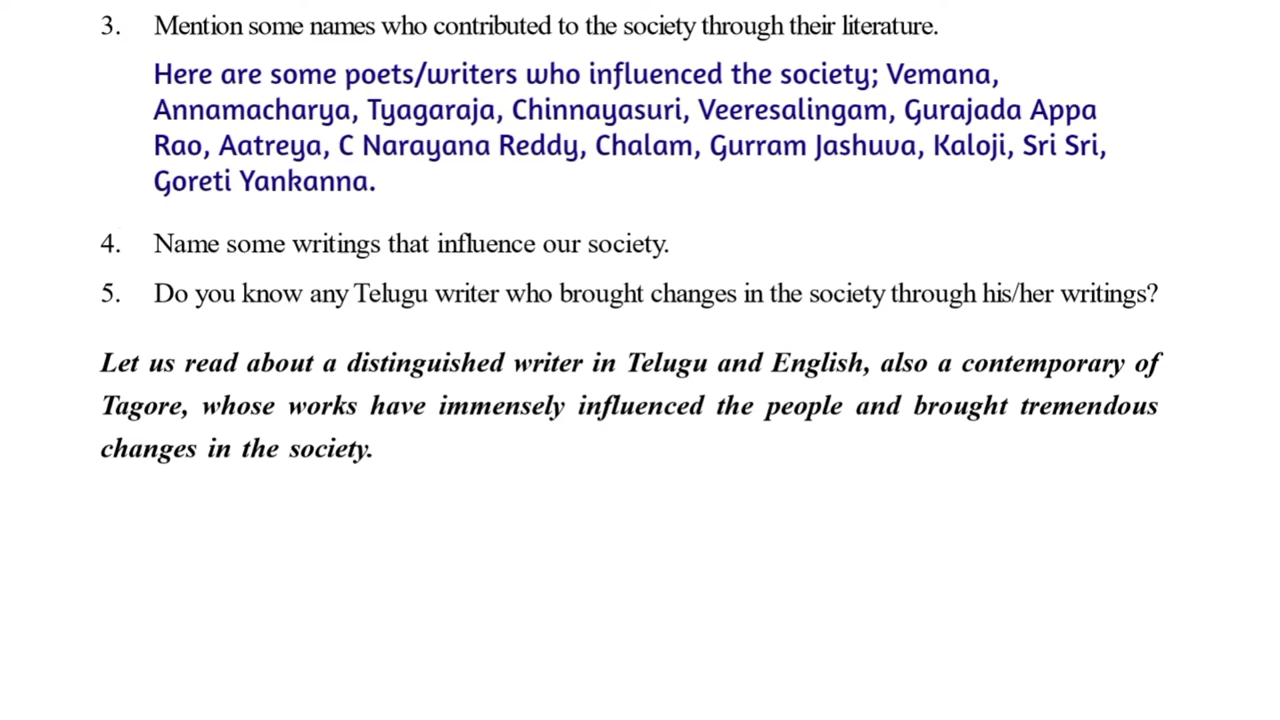 3. Mention some names who contributed to the society through their literature.
Here are some poets/writers who influenced the society; Vemana,
Annamacharya, Tyagaraja, Chinnayasuri, Veeresalingam, Gurajada Appa
Rao, Aatreya, C Narayana Reddy, Chalam, Gurram Jashuva, Kaloji, Sri Sri,
Goreti Yankanna.
4. Name some writings that influence our society.
5. Do you know any Telugu writer who brought changes in the society through his/her writings?
Let us read about a distinguished writer in Telugu and English, also a contemporary of
Tagore, whose works have immensely influenced the people and brought tremendous
changes in the society.